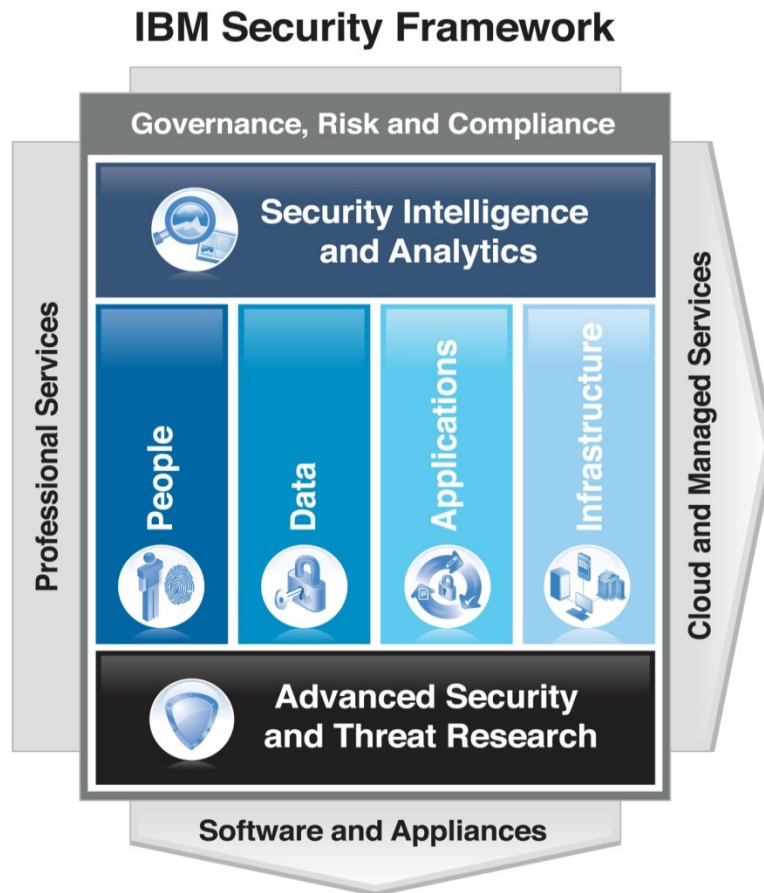 IBM Security Framework
Governance, Risk and Compliance
Security Intelligence
and Analytics
Professional Services
People
Data
Applications
Infrastructure
Cloud and Managed Services
Advanced Security
and Threat Research
Software and Appliances